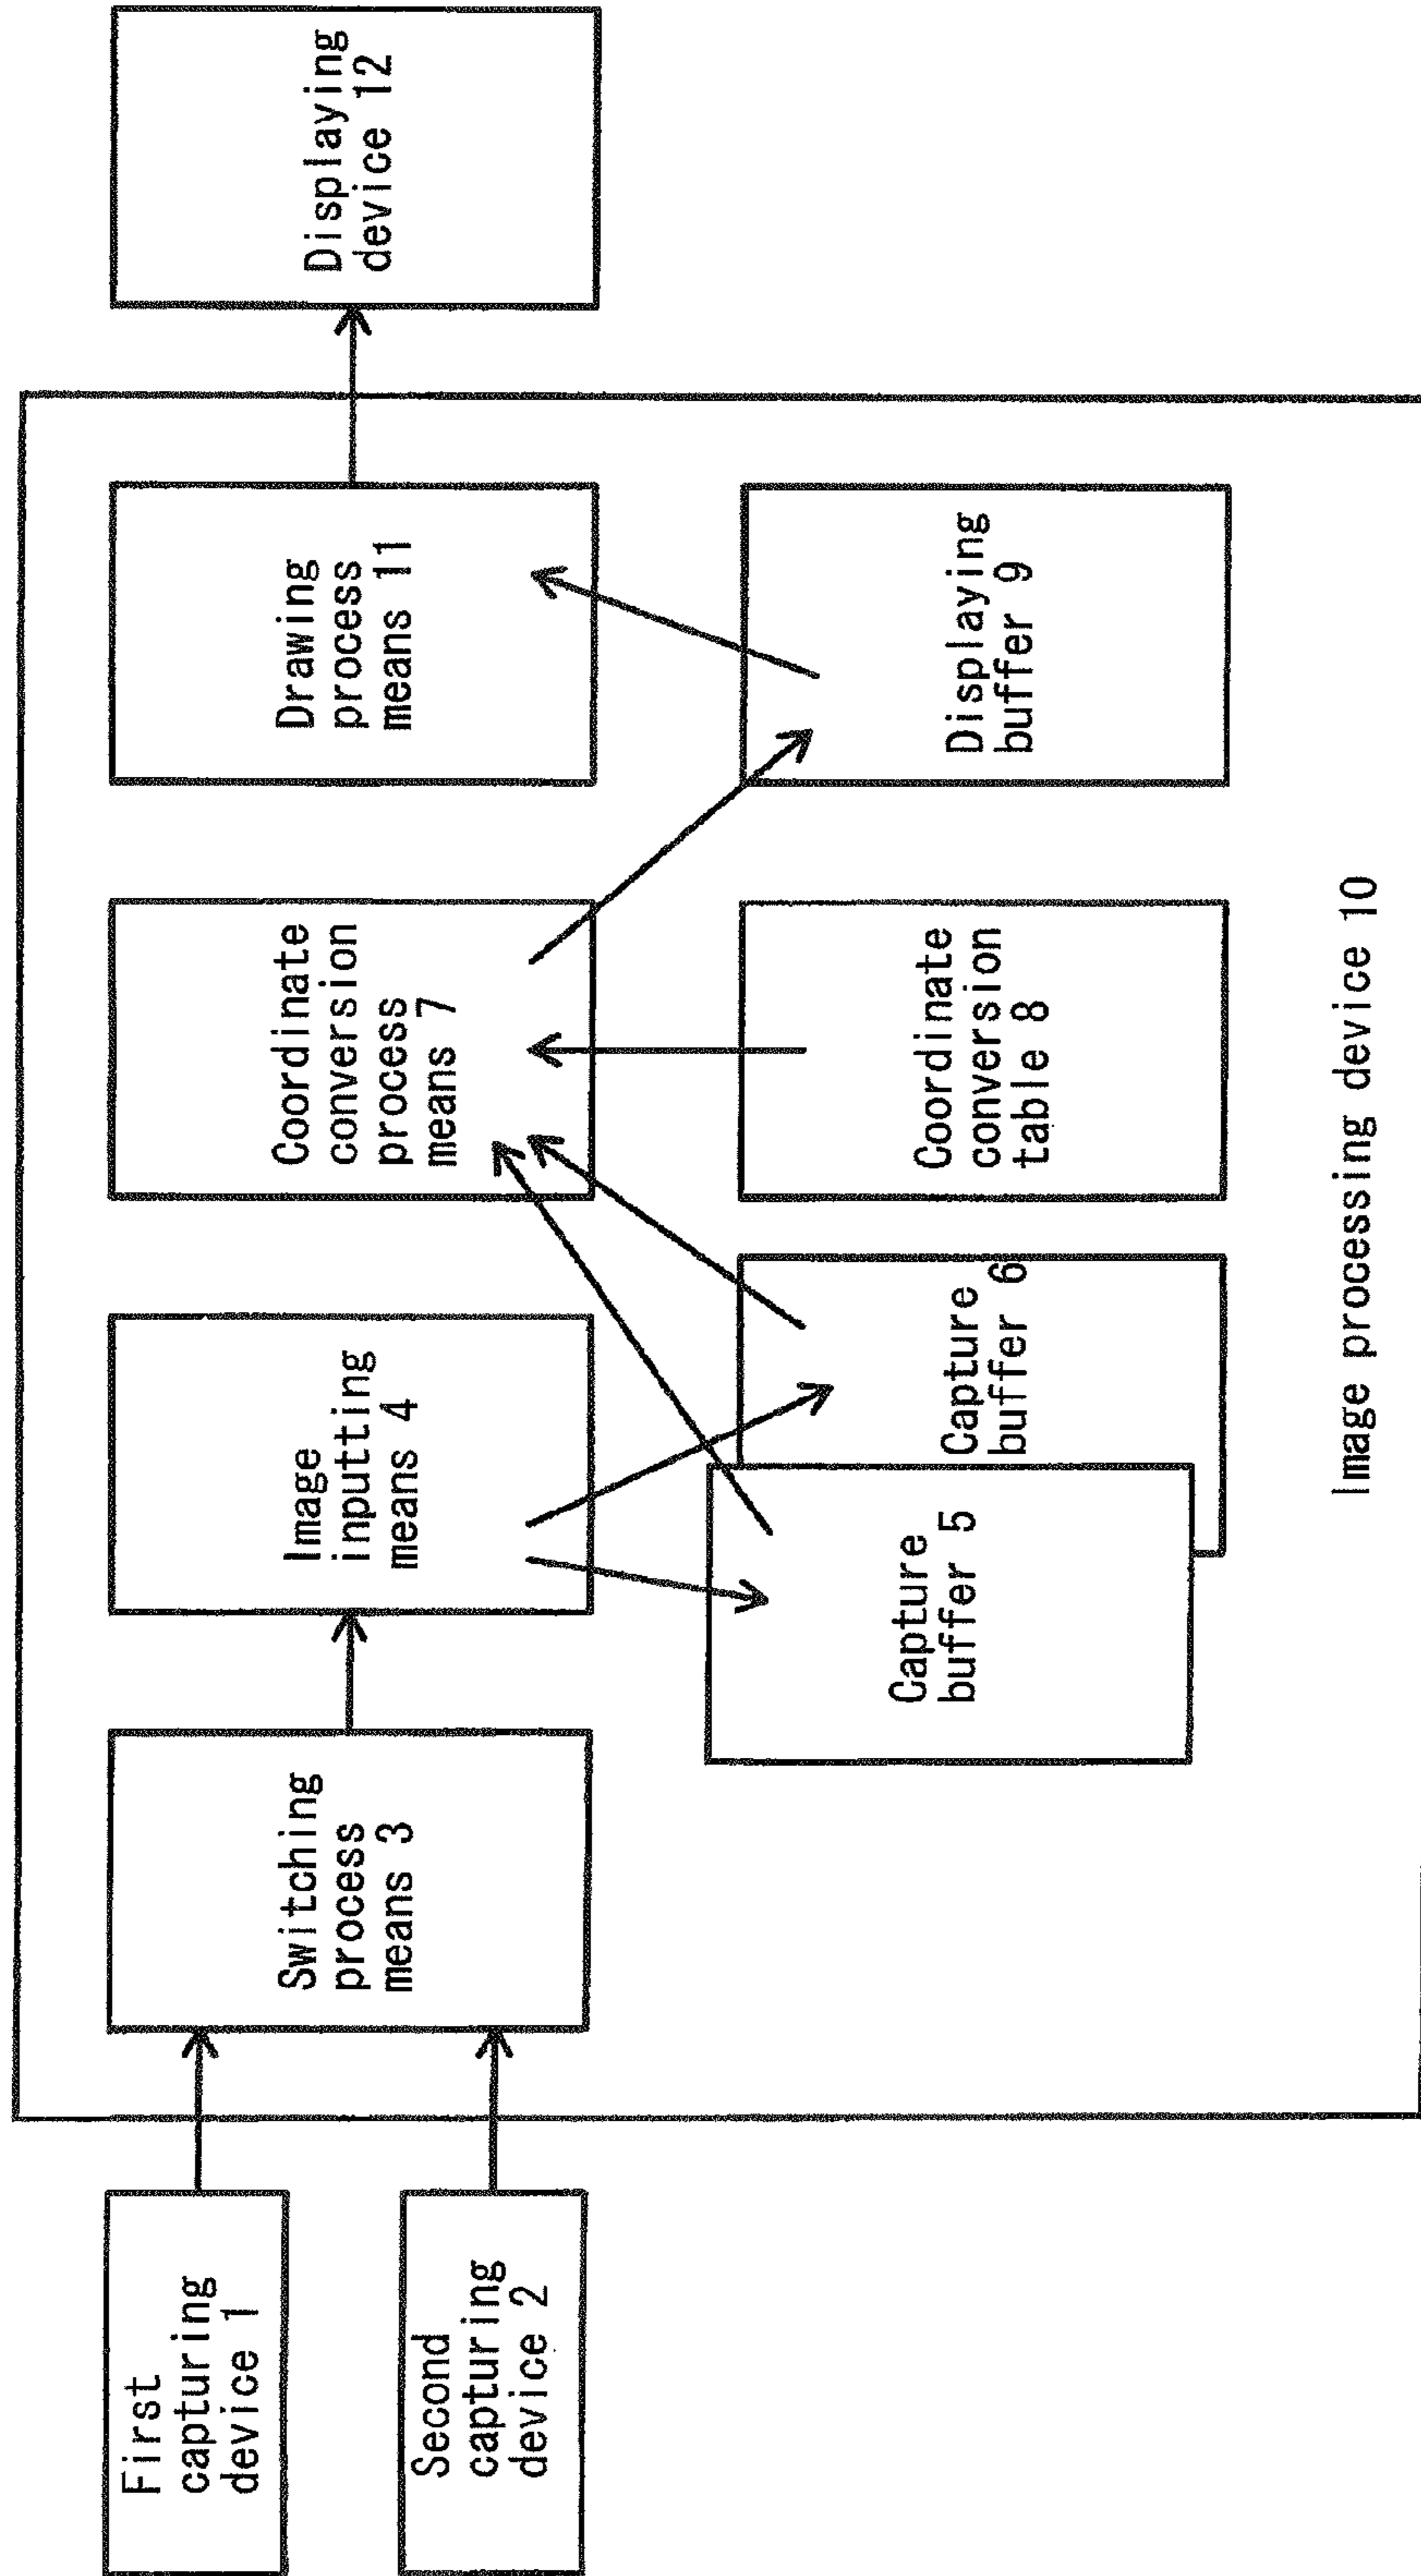 First
capturing
device 1
Second
capturing
device 2
Switching
process
means 3
Image
inputting
means 4
Capture
buffer 5
Capture
buffer 6
Coordinate
conversion
process
means 7
Coordinate
conversion
table 8
Drawing
process
means 11
Displaying
buffer 9
Displaying
device 12
Image processing device 10